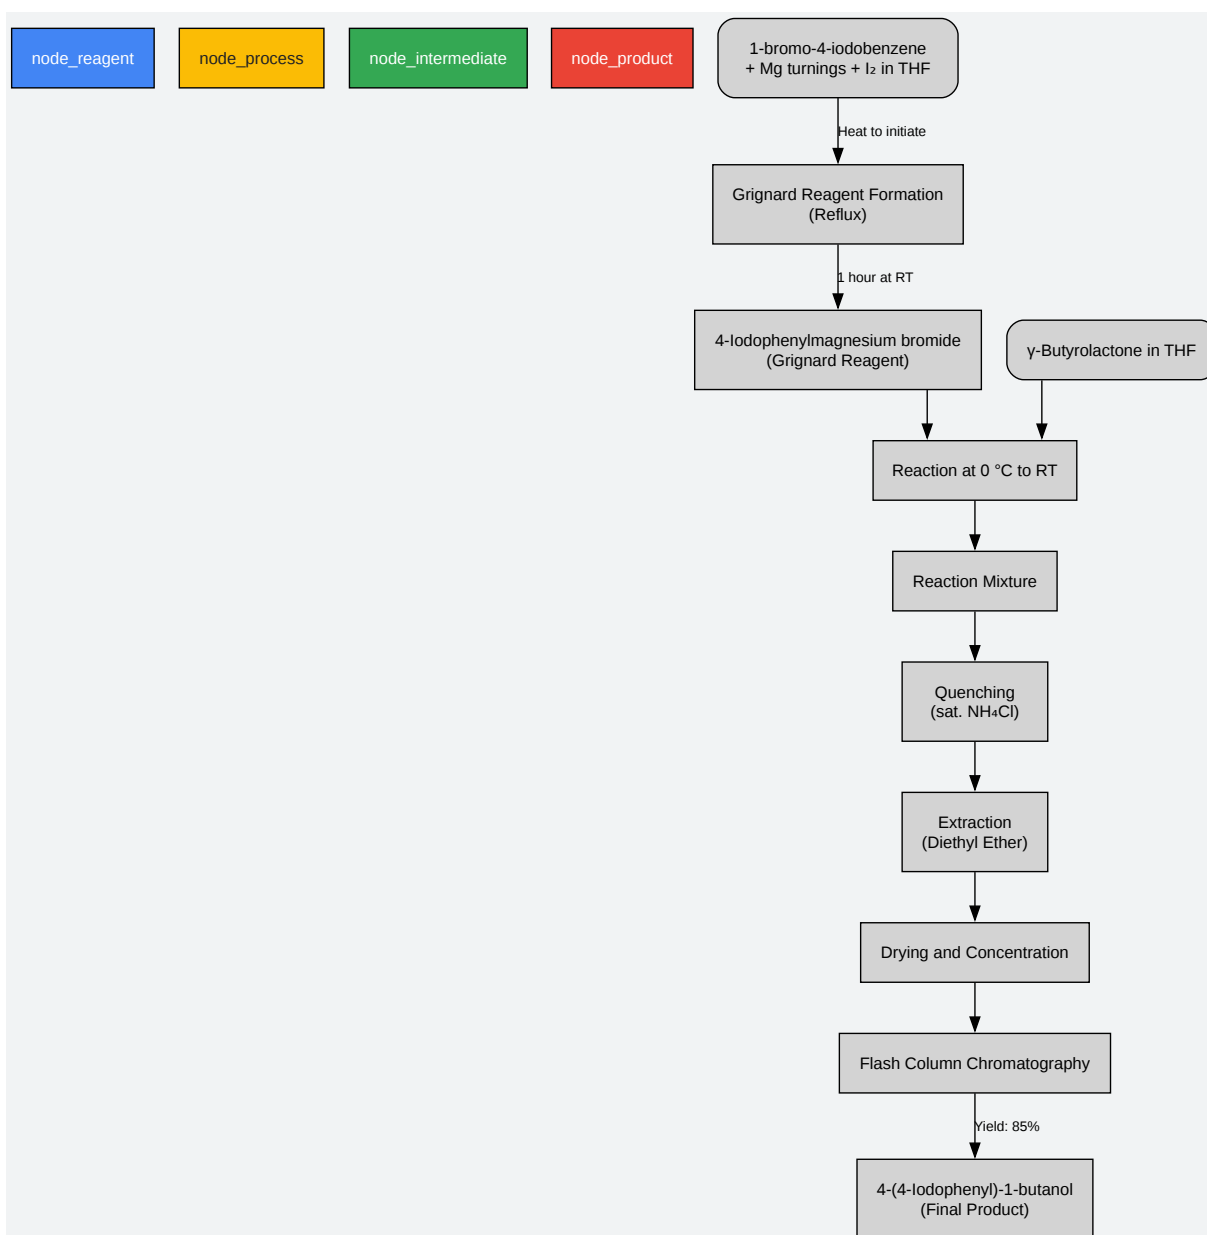 node_reagent
node_process
node_intermediate
node_product
1-bromo-4-iodobenzene
+ Mg turnings + I₂ in THF
Heat to initiate
Grignard Reagent Formation
(Reflux)
1 hour at RT
4-Iodophenylmagnesium bromide
(Grignard Reagent)
γ-Butyrolactone in THF
Reaction at 0 °C to RT
Reaction Mixture
Quenching
(sat. NH₄Cl)
Extraction
(Diethyl Ether)
Drying and Concentration
Flash Column Chromatography
Yield: 85%
4-(4-Iodophenyl)-1-butanol
(Final Product)